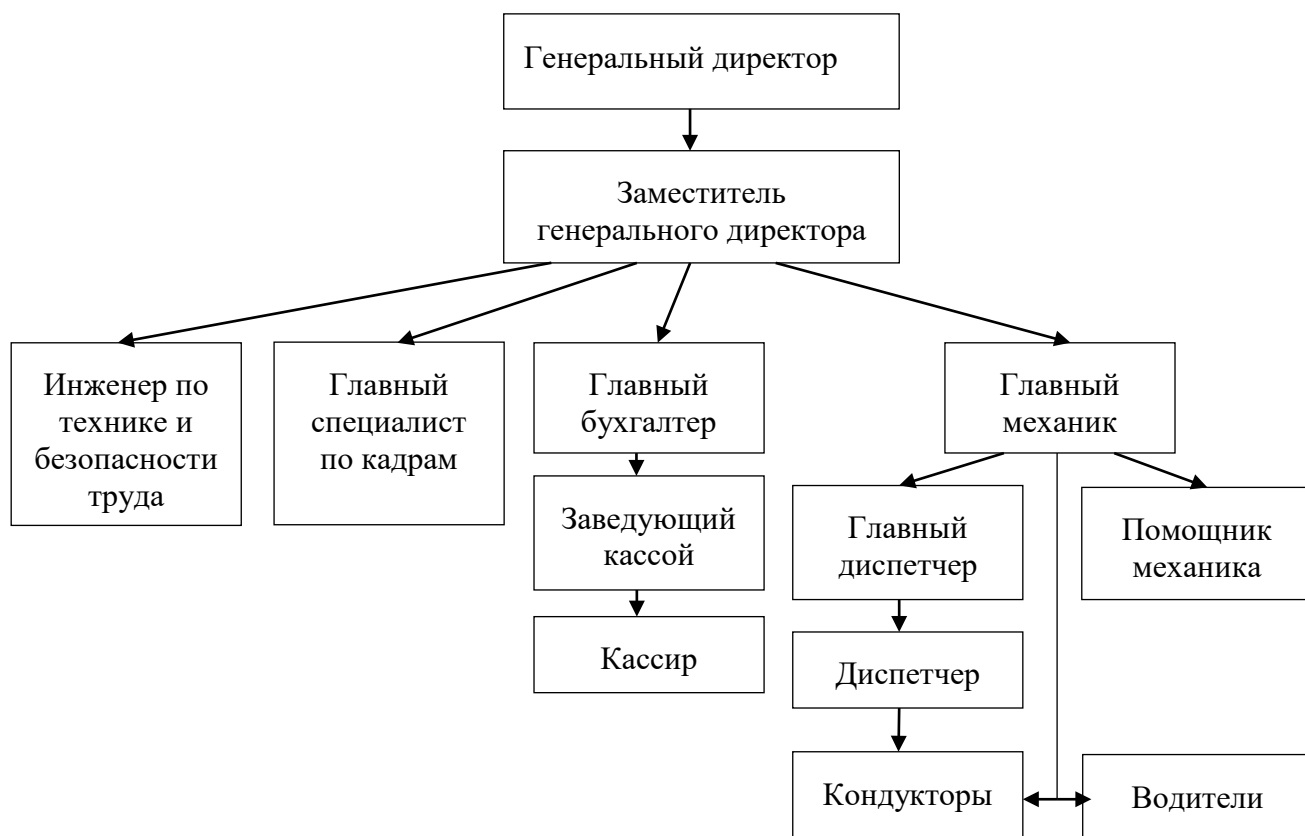 Генеральный директор
Заместитель
генерального директора
Инженер по
технике и
безопасности
труда
Главный
специалист
по кадрам
Главный
бухгалтер
Главный
механик
Заведующий
кассой
Главный
диспетчер
Помощник
механика
Кассир
Диспетчер
Кондукторы
Водители